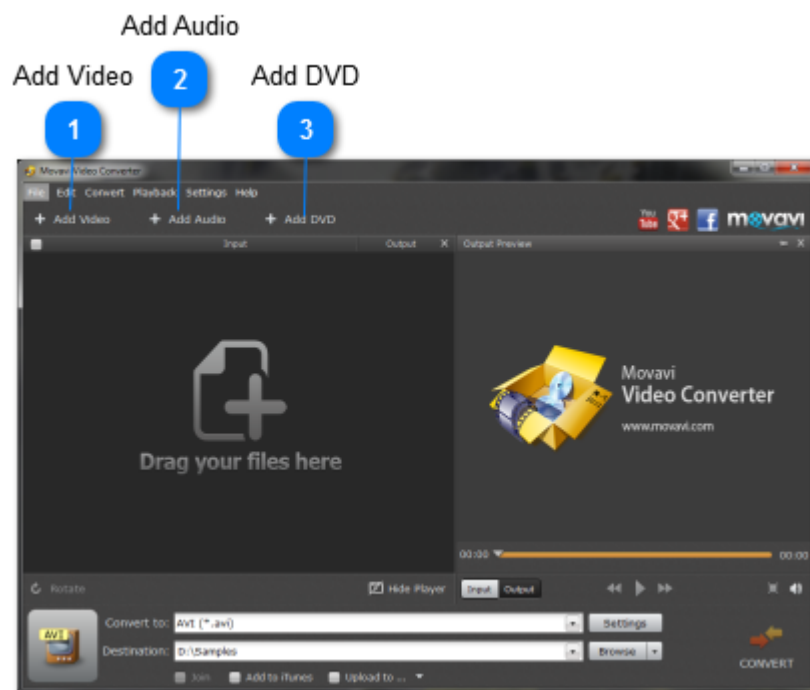 Add Audio
Add Video
2
Add DVD
1
3
Movavi Video Converter
File Edit Convert Playback Settings Help
+ Add Video + Add Audio + Add DVD
You Tube
movavi
Input Output X Output Preview
Movavi
Video Converter
www.movavi.com
Drag your files here
00:00 00:00
Rotate Hide Player Input Output
Convert to: AVI (*.avi) Settings
AVI
Destination: D:\Samples Browse
CONVERT
Join Add to iTunes Upload to ...